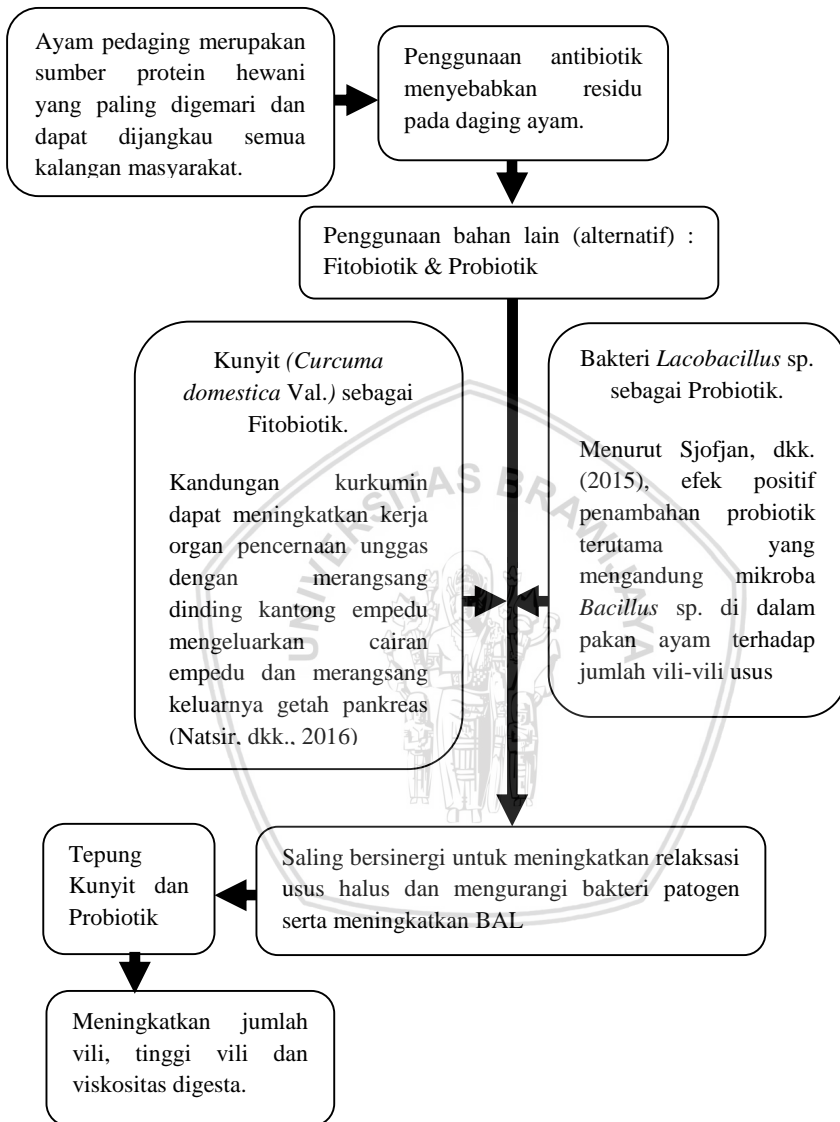 Ayam pedaging merupakan
sumber protein hewani
yang paling digemari dan
dapat dijangkau semua
kalangan masyarakat.
Penggunaan antibiotik
menyebabkan residu
pada daging ayam.
Penggunaan bahan lain (alternatif) :
Fitobiotik & Probiotik
Kunyit (Curcuma
domestica Val.) sebagai
Fitobiotik.
Kandungan kurkumin
dapat meningkatkan kerja
organ pencernaan unggas
dengan merangsang
dinding kantong empedu
mengeluarkan cairan
empedu dan merangsang
keluarnya getah pankreas
(Natsir, dkk., 2016)
Bakteri Lacobacillus sp.
sebagai Probiotik.
Menurut Sjofjan, dkk.
(2015), efek positif
penambahan probiotik
terutama yang
mengandung mikroba
Bacillus sp. di dalam
pakan ayam terhadap
jumlah vili-vili usus
UNIVERSITAS BRAWIJAYA
Saling bersinergi untuk meningkatkan relaksasi
usus halus dan mengurangi bakteri patogen
serta meningkatkan BAL
Tepung
Kunyit dan
Probiotik
Meningkatkan jumlah
vili, tinggi vili dan
viskositas digesta.